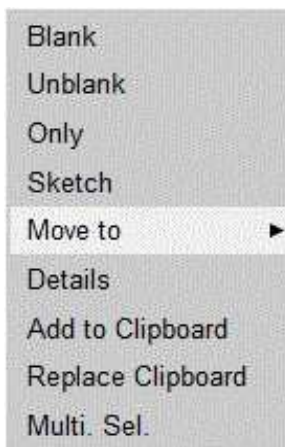 Blank
Unblank
Only
Sketch
Move to
Details
Add to Clipboard
Replace Clipboard
Multi. Sel.